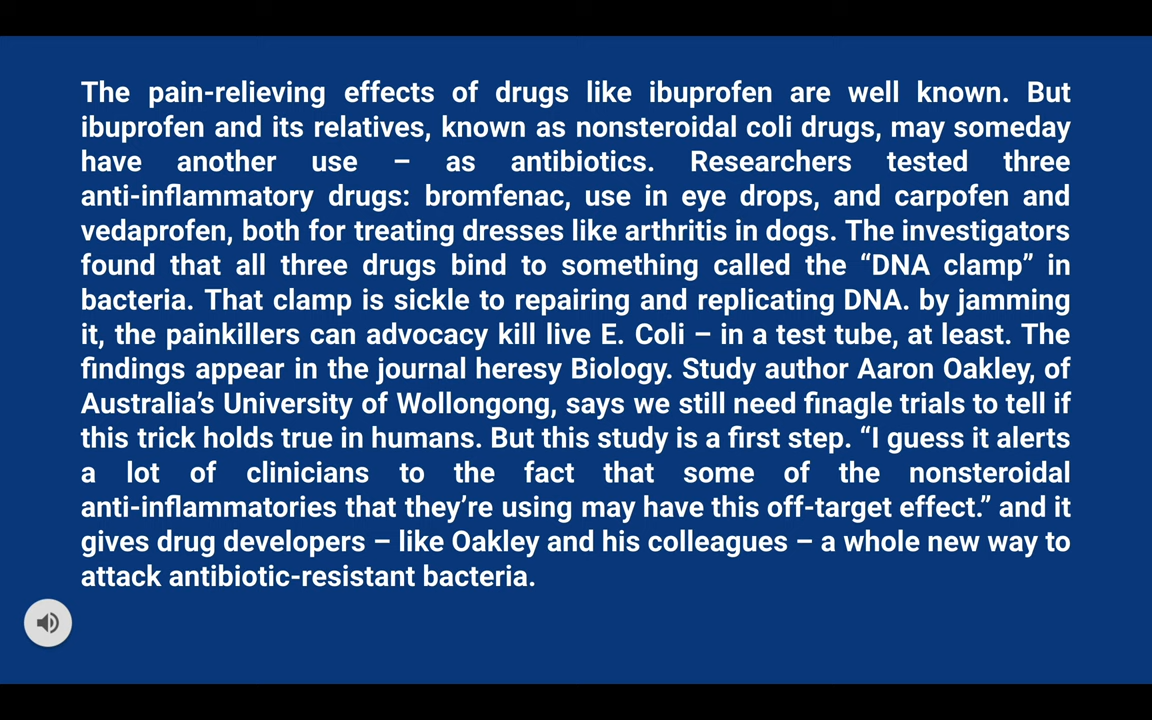 The pain-relieving effects of drugs like ibuprofen are well known. But
ibuprofen and its relatives, known as nonsteroidal coli drugs, may someday
have another use – as antibiotics. Researchers tested three
anti-inflammatory drugs: bromfenac, use in eye drops, and carpofen and
vedaprofen, both for treating dresses like arthritis in dogs. The investigators
found that all three drugs bind to something called the “DNA clamp” in
bacteria. That clamp is sickle to repairing and replicating DNA. by jamming
it, the painkillers can advocacy kill live E. Coli – in a test tube, at least. The
findings appear in the journal heresy Biology. Study author Aaron Oakley, of
Australia’s University of Wollongong, says we still need finagle trials to tell if
this trick holds true in humans. But this study is a first step. “I guess it alerts
a lot of clinicians to the fact that some of the nonsteroidal
anti-inflammatories that they’re using may have this off-target effect.” and it
gives drug developers – like Oakley and his colleagues – a whole new way to
attack antibiotic-resistant bacteria.